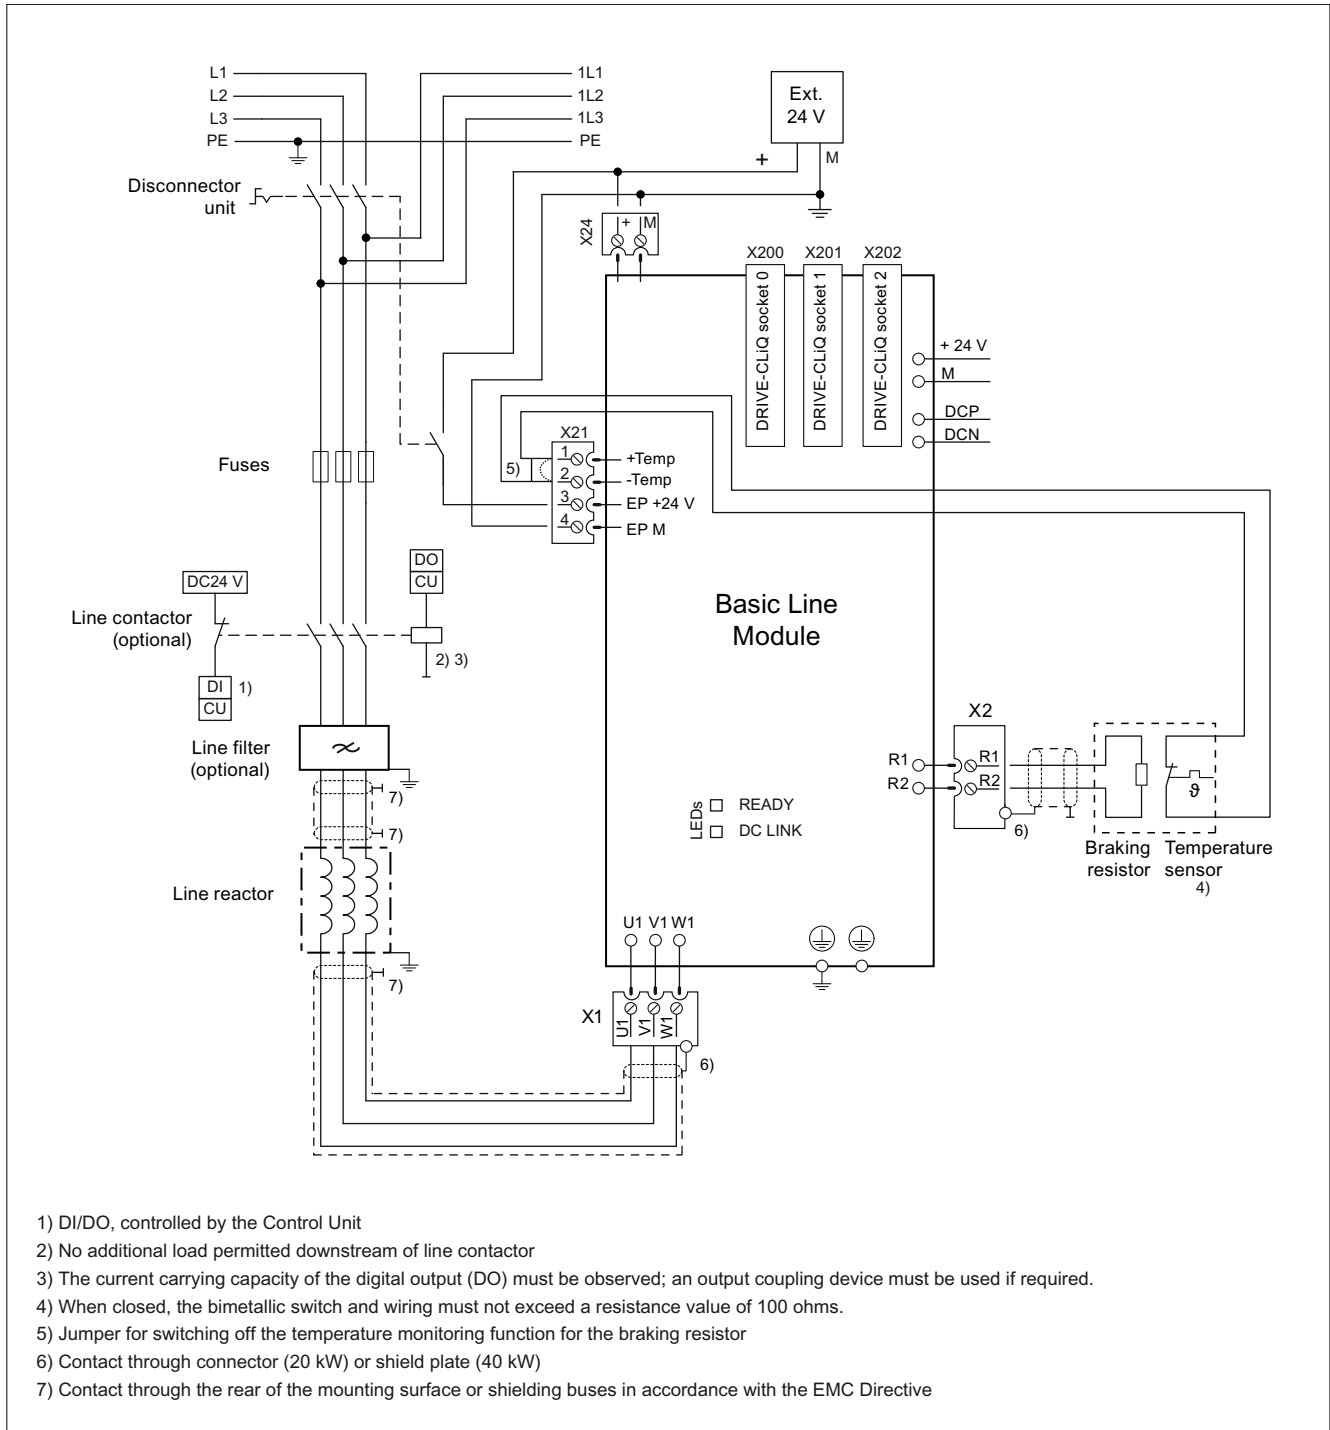 L1 1L1
L2 1L2
L3 1L3
PE PE
Ext.
24 V
+ M
Disconnector
unit
X24
+ M
X200 X201 X202
DRIVE-CLiQ socket 0
DRIVE-CLiQ socket 1
DRIVE-CLiQ socket 2
+ 24 V
M
DCP
DCN
Fuses
X21
5)
1 +Temp
2 -Temp
3 EP +24 V
4 EP M
DC24 V
DO
CU
Line contactor
(optional)
2) 3)
DI
CU
1)
Basic Line
Module
Line filter
(optional)
7)
7)
X2
R1 R1
R2 R2
6)
ϑ
Braking
resistor
Temperature
sensor
4)
LEDs
READY
DC LINK
Line reactor
7)
U1 V1 W1
X1
U1 V1 W1
6)
1) DI/DO, controlled by the Control Unit
2) No additional load permitted downstream of line contactor
3) The current carrying capacity of the digital output (DO) must be observed; an output coupling device must be used if required.
4) When closed, the bimetallic switch and wiring must not exceed a resistance value of 100 ohms.
5) Jumper for switching off the temperature monitoring function for the braking resistor
6) Contact through connector (20 kW) or shield plate (40 kW)
7) Contact through the rear of the mounting surface or shielding buses in accordance with the EMC Directive